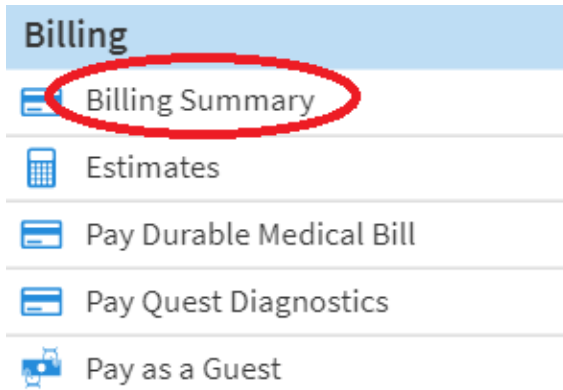 Billing
Billing Summary
Estimates
Pay Durable Medical Bill
Pay Quest Diagnostics
Pay as a Guest